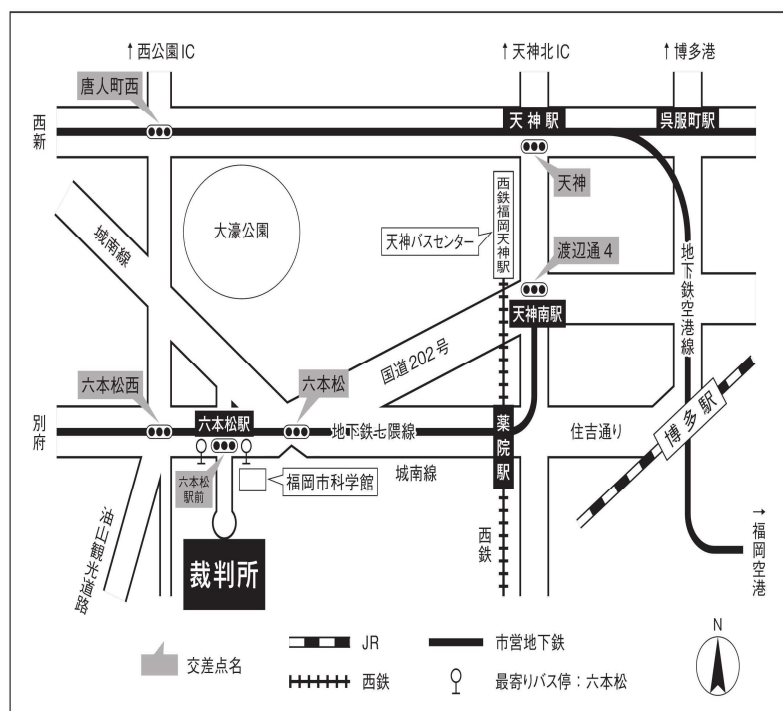 ↑西公園IC
↑天神北IC
↑博多港
唐人町西
西新
天神駅
呉服町駅
天神
大濠公園
城南線
西鉄福岡天神駅
天神バスセンター
渡辺通4
天神南駅
地下鉄空港線
国道202号
六本松西
六本松
六本松駅
別府
地下鉄七隈線
薬院駅
住吉通り
博多駅
六本松
駅前
福岡市科学館
城南線
油山観光道路
裁判所
西鉄
↑福岡空港
交差点名
JR
市営地下鉄
西鉄
最寄りバス停:六本松
N